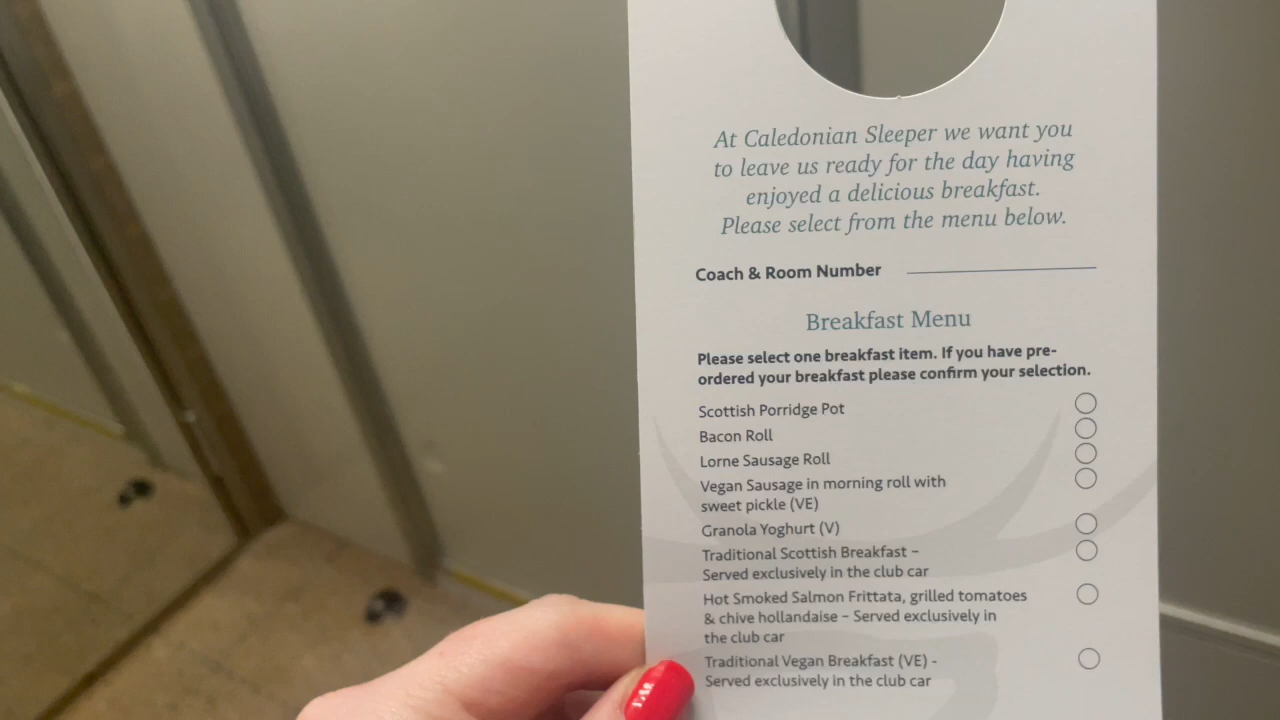 At Caledonian Sleeper we want you
to leave us ready for the day having
enjoyed a delicious breakfast.
Please select from the menu below.
Coach & Room Number
Breakfast Menu
Please select one breakfast item. If you have pre-
ordered your breakfast please confirm your selection.
Scottish Porridge Pot
Bacon Roll
Lorne Sausage Roll
Vegan Sausage in morning roll with
sweet pickle (VE)
Granola Yoghurt (V)
Traditional Scottish Breakfast –
Served exclusively in the club car
Hot Smoked Salmon Frittata, grilled tomatoes
& chive hollandaise – Served exclusively in
the club car
Traditional Vegan Breakfast (VE) -
Served exclusively in the club car